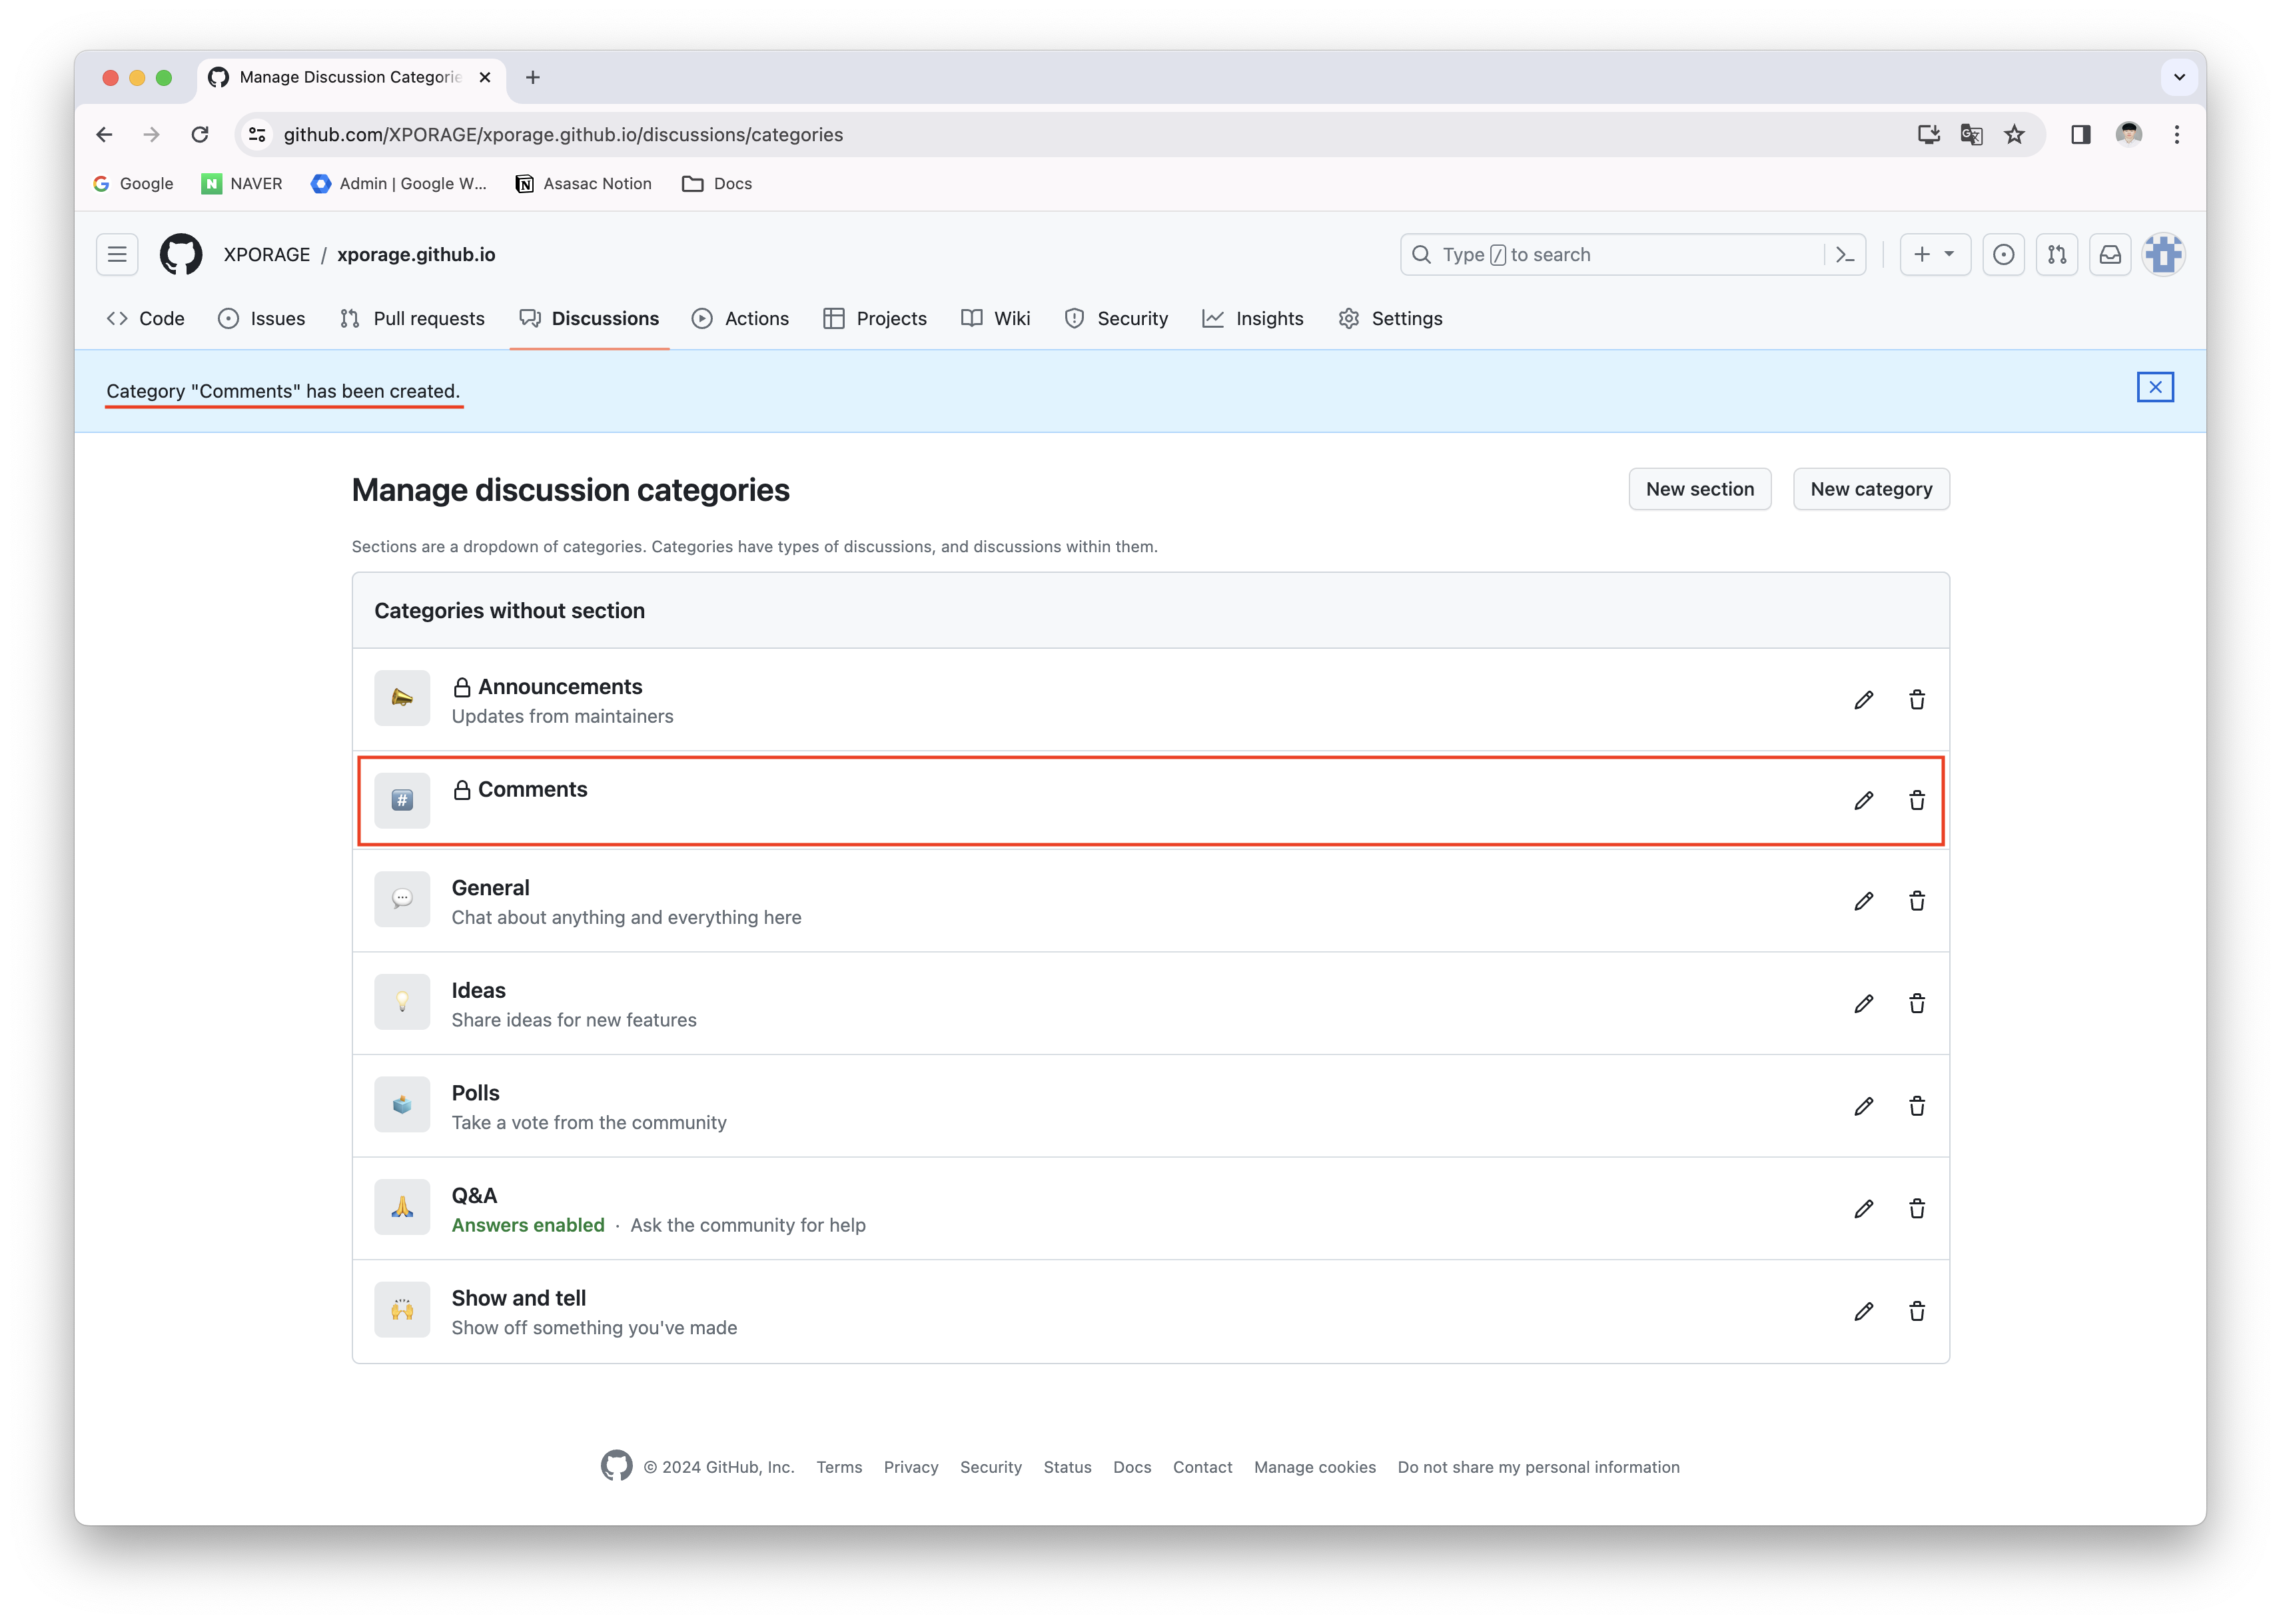 Manage Discussion Categorie
github.com/XPORAGE/xporage.github.io/discussions/categories
Google NAVER Admin | Google W... Asasac Notion Docs
XPORAGE / xporage.github.io Type / to search
Code Issues Pull requests Discussions Actions Projects Wiki Security Insights Settings
Category "Comments" has been created.
Manage discussion categories New section New category
Sections are a dropdown of categories. Categories have types of discussions, and discussions within them.
Categories without section
Announcements
Updates from maintainers
# Comments
General
Chat about anything and everything here
Ideas
Share ideas for new features
Polls
Take a vote from the community
Q&A
Answers enabled · Ask the community for help
Show and tell
Show off something you've made
© 2024 GitHub, Inc. Terms Privacy Security Status Docs Contact Manage cookies Do not share my personal information